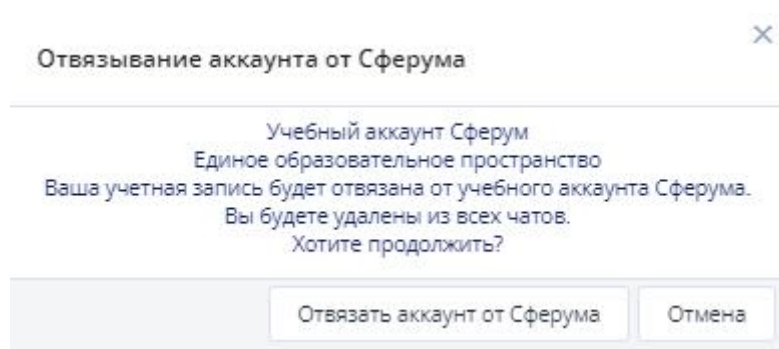 Отвязывание аккаунта от Сферума
Учебный аккаунт Сферум
Единое образовательное пространство
Ваша учетная запись будет отвязана от учебного аккаунта Сферума.
Вы будете удалены из всех чатов.
Хотите продолжить?
Отвязать аккаунт от Сферума Отмена